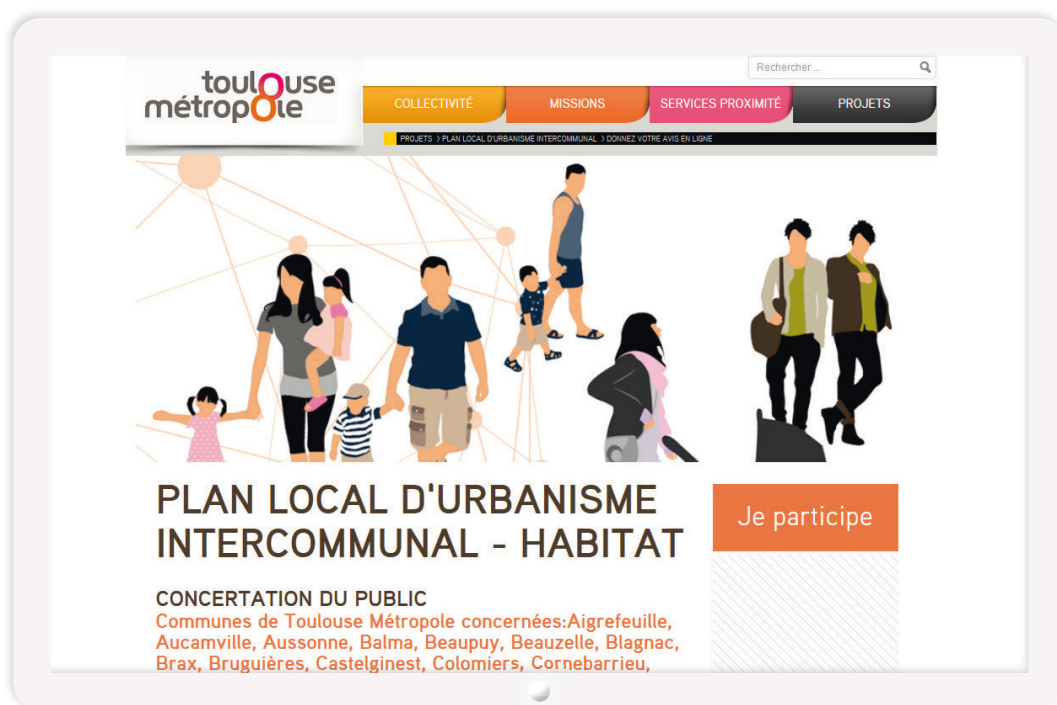 Rechercher ...
toulouse
métropole
COLLECTIVITÉ
MISSIONS
SERVICES PROXIMITÉ
PROJETS
PROJETS > PLAN LOCAL D'URBANISME INTERCOMMUNAL > DONNEZ VOTRE AVIS EN LIGNE
PLAN LOCAL D'URBANISME
INTERCOMMUNAL - HABITAT
Je participe
CONCERTATION DU PUBLIC
Communes de Toulouse Métropole concernées:Aigrefeuille,
Aucamville, Aussonne, Balma, Beaupuy, Beauzelle, Blagnac,
Brax, Bruguières, Castelginest, Colomiers, Cornebarrieu,